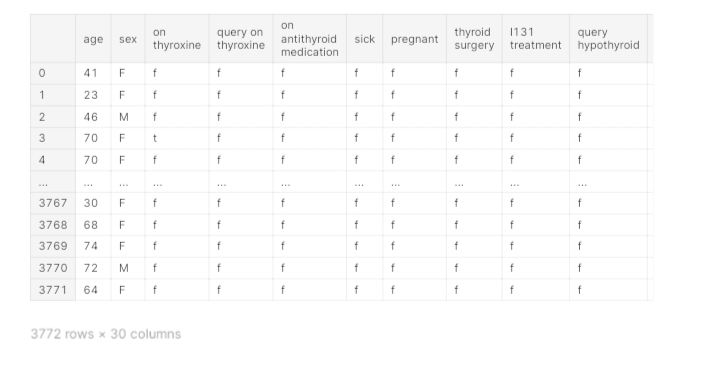 age sex on thyroxine query on thyroxine on antithyroid medication sick pregnant thyroid surgery I131 treatment query hypothyroid
0 41 F f f f f f f f f
1 23 F f f f f f f f f
2 46 M f f f f f f f f
3 70 F t f f f f f f f
4 70 F f f f f f f f f
... ... ... ... ... ... ... ... ... ... ...
3767 30 F f f f f f f f f
3768 68 F f f f f f f f f
3769 74 F f f f f f f f f
3770 72 M f f f f f f f f
3771 64 F f f f f f f f f
3772 rows × 30 columns